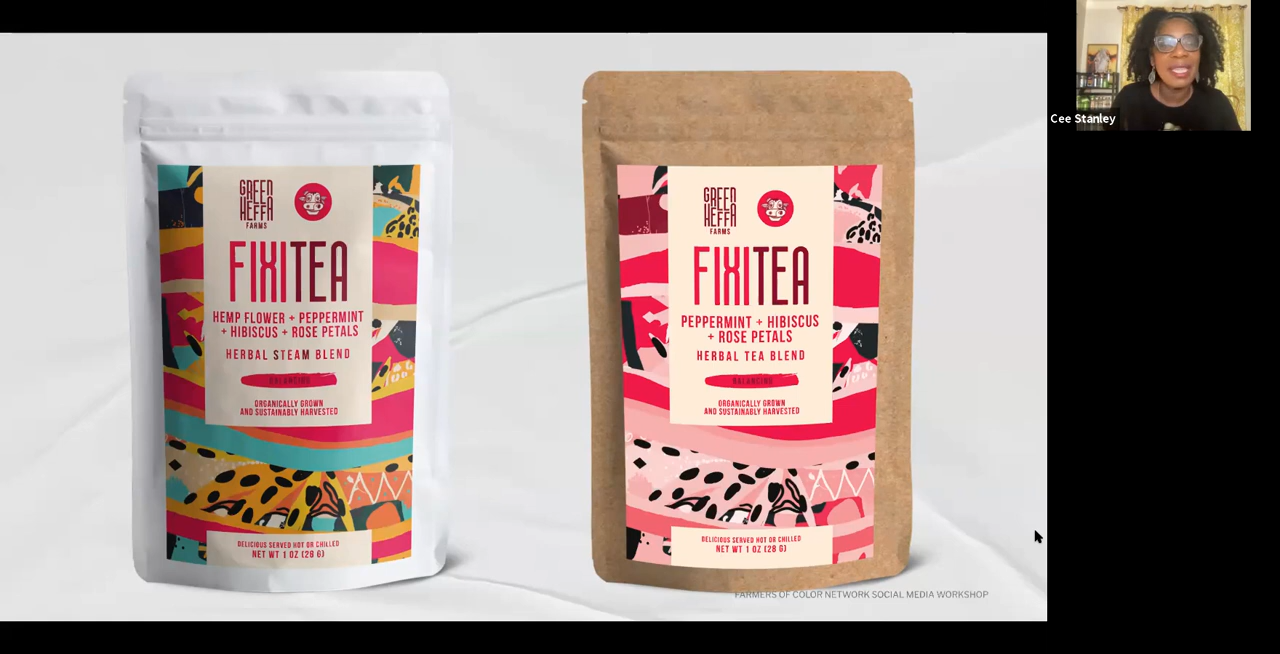 Cee Stanley
GREEN
HEFFA
FARMS
FIXITEA
HEMP FLOWER + PEPPERMINT
+ HIBISCUS + ROSE PETALS
HERBAL STEAM BLEND
BALANCING
ORGANICALLY GROWN
AND SUSTAINABLY HARVESTED
DELICIOUS SERVED HOT OR CHILLED
NET WT 1 OZ (28 G)
GREEN
HEFFA
FARMS
FIXITEA
PEPPERMINT + HIBISCUS
+ ROSE PETALS
HERBAL TEA BLEND
BALANCING
ORGANICALLY GROWN
AND SUSTAINABLY HARVESTED
DELICIOUS SERVED HOT OR CHILLED
NET WT 1 OZ (28 G)
FARMERS OF COLOR NETWORK SOCIAL MEDIA WORKSHOP